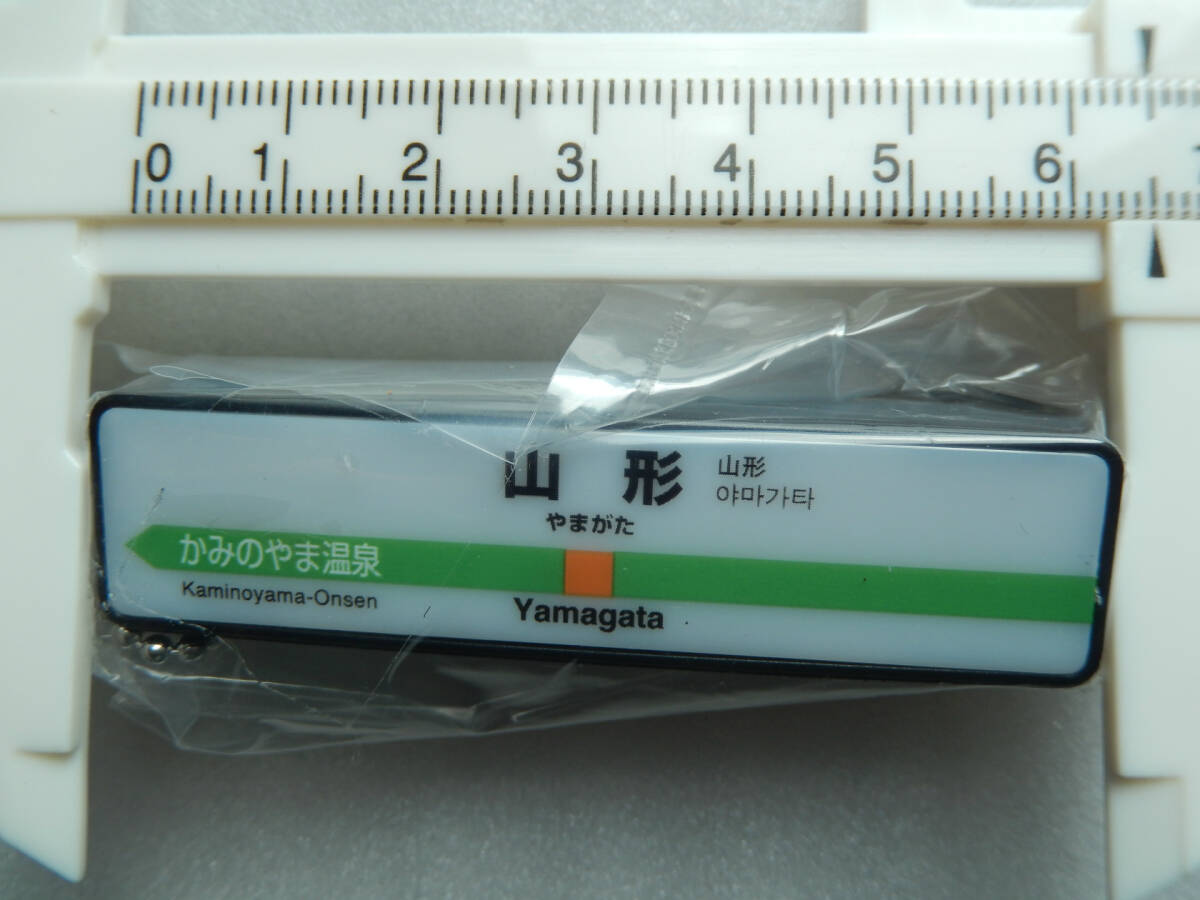 0 1 2 3 4 5 6
山形 山形
야마가타
やまがた
かみのやま温泉
Kaminoyama-Onsen
Yamagata